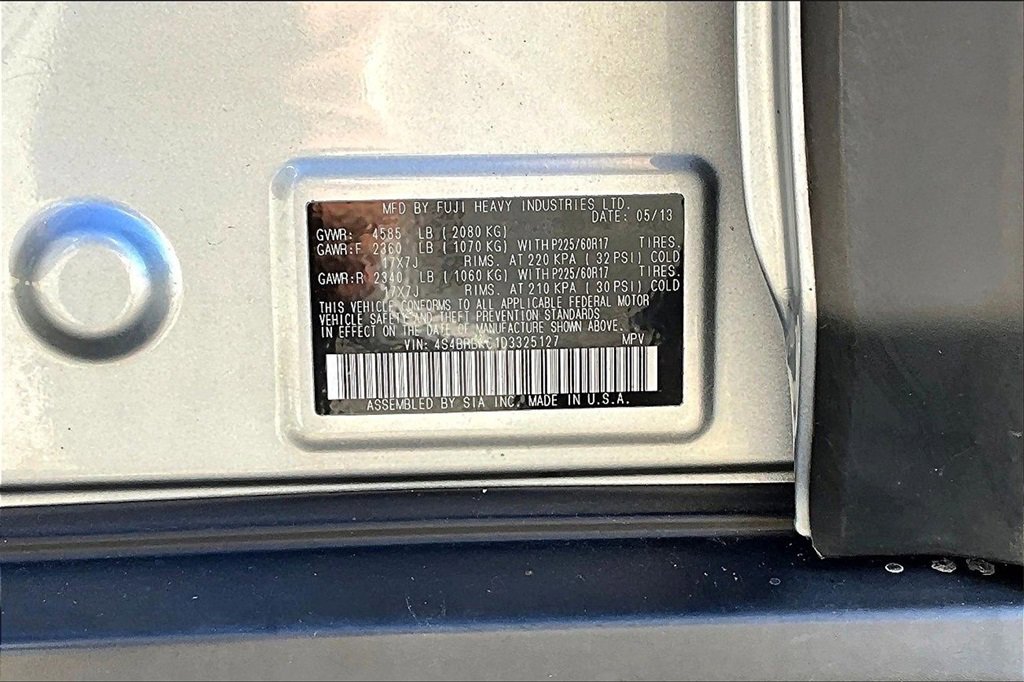 MFD BY FUJI HEAVY INDUSTRIES LTD.
DATE: 05/13
GVWR: 4585 LB ( 2080 KG)
GAWR:F 2360 LB ( 1070 KG) WITH P225/60R17 TIRES.
17X7J RIMS. AT 220 KPA ( 32 PSI) COLD
GAWR:R 2340 LB ( 1060 KG) WITH P225/60R17 TIRES.
17X7J RIMS. AT 210 KPA ( 30 PSI) COLD
THIS VEHICLE CONFORMS TO ALL APPLICABLE FEDERAL MOTOR
VEHICLE SAFETY AND THEFT PREVENTION STANDARDS
IN EFFECT ON THE DATE OF MANUFACTURE SHOWN ABOVE.
VIN: 4S4BRBKC1D3325127 MPV
ASSEMBLED BY SIA INC. MADE IN U.S.A.